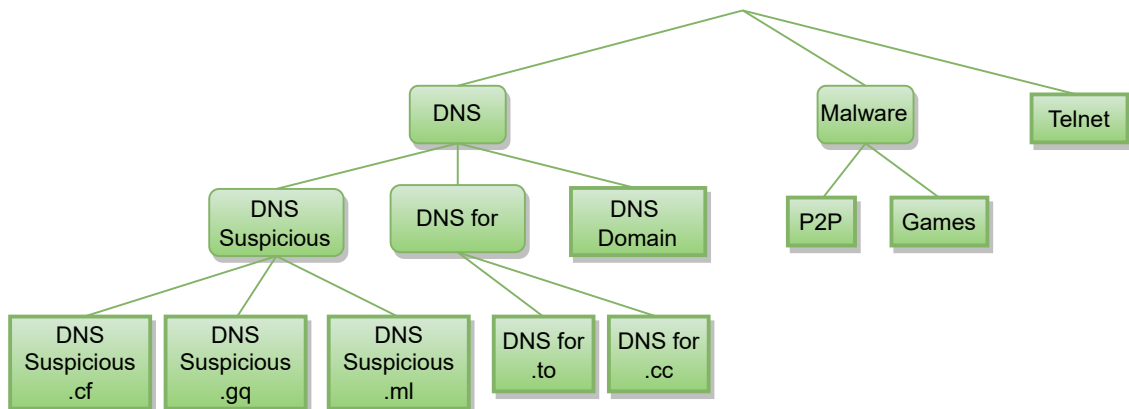 DNS
Malware
Telnet
DNS
Suspicious
DNS for
DNS
Domain
P2P
Games
DNS
Suspicious
.cf
DNS
Suspicious
.gq
DNS
Suspicious
.ml
DNS for
.to
DNS for
.cc